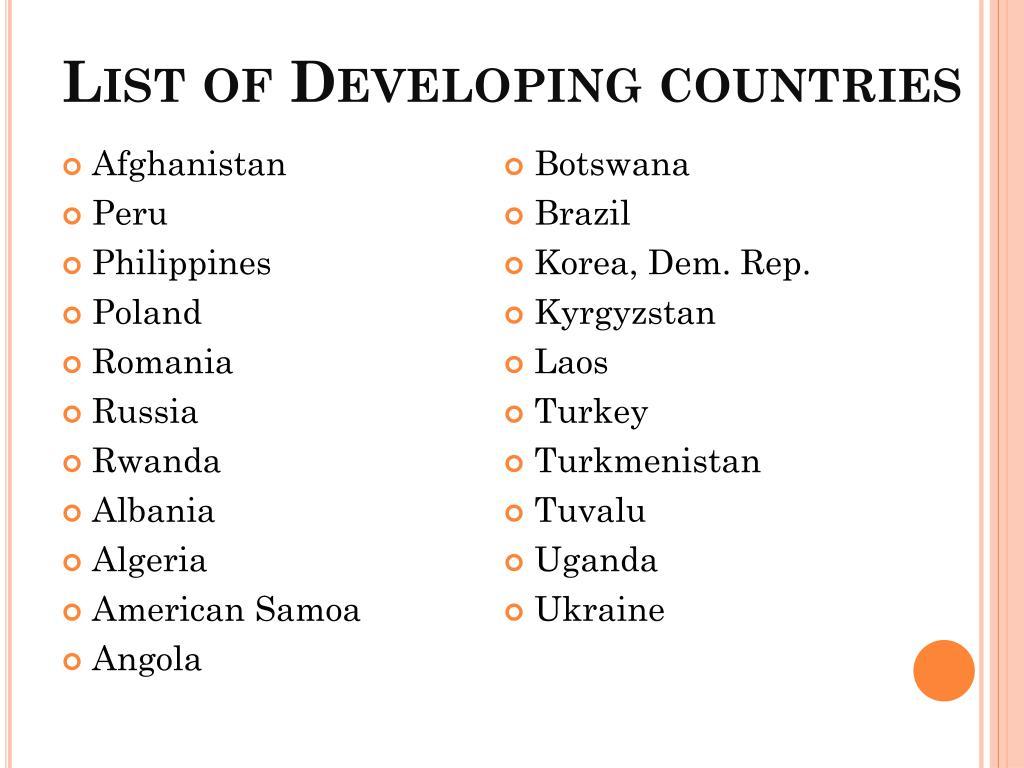 List of Developing countries
Afghanistan
Peru
Philippines
Poland
Romania
Russia
Rwanda
Albania
Algeria
American Samoa
Angola
Botswana
Brazil
Korea, Dem. Rep.
Kyrgyzstan
Laos
Turkey
Turkmenistan
Tuvalu
Uganda
Ukraine